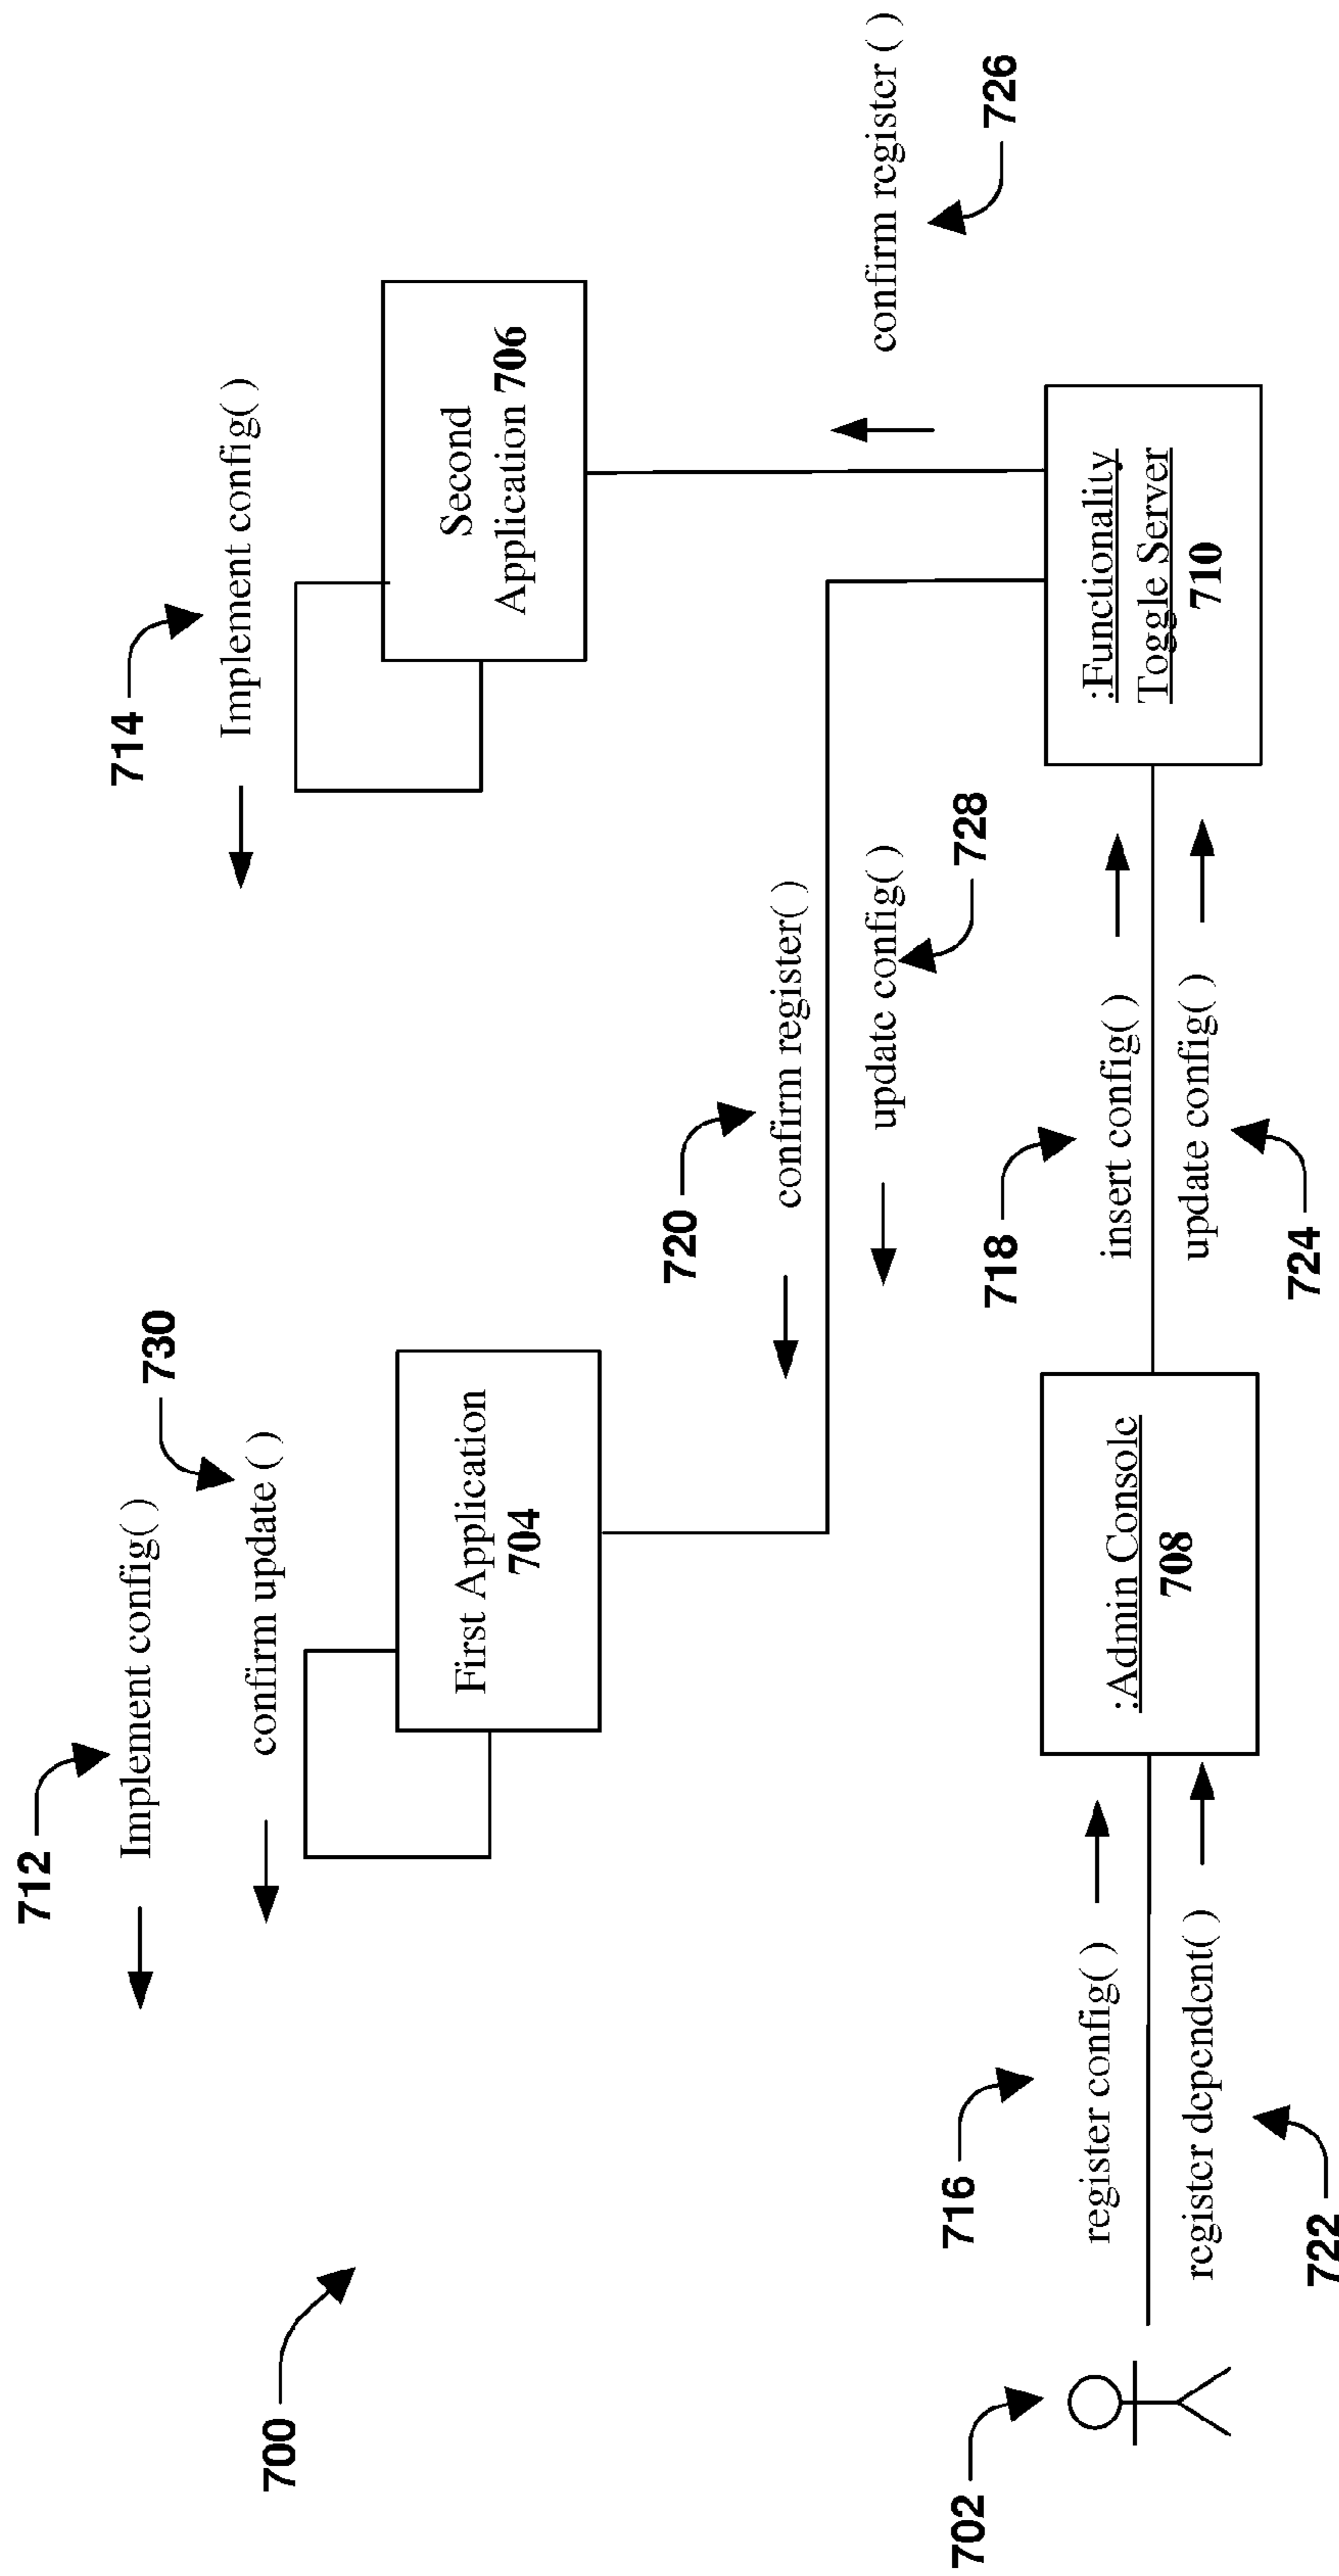 700
712
Implement config( )
730
confirm update ( )
First Application
704
714
Implement config( )
Second
Application 706
720
confirm register( )
update config( )
728
confirm register ( )
726
702
716
register config( )
register dependent( )
722
:Admin Console
708
718
insert config( )
update config( )
724
:Functionality
Toggle Server
710